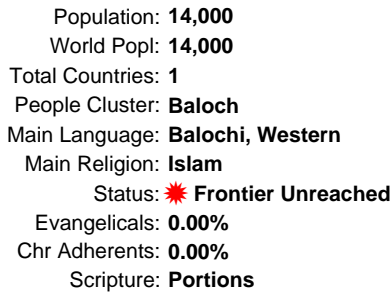 Population: 14,000
World Popl: 14,000
Total Countries: 1
People Cluster: Baloch
Main Language: Balochi, Western
Main Religion: Islam
Status: Frontier Unreached
Evangelicals: 0.00%
Chr Adherents: 0.00%
Scripture: Portions